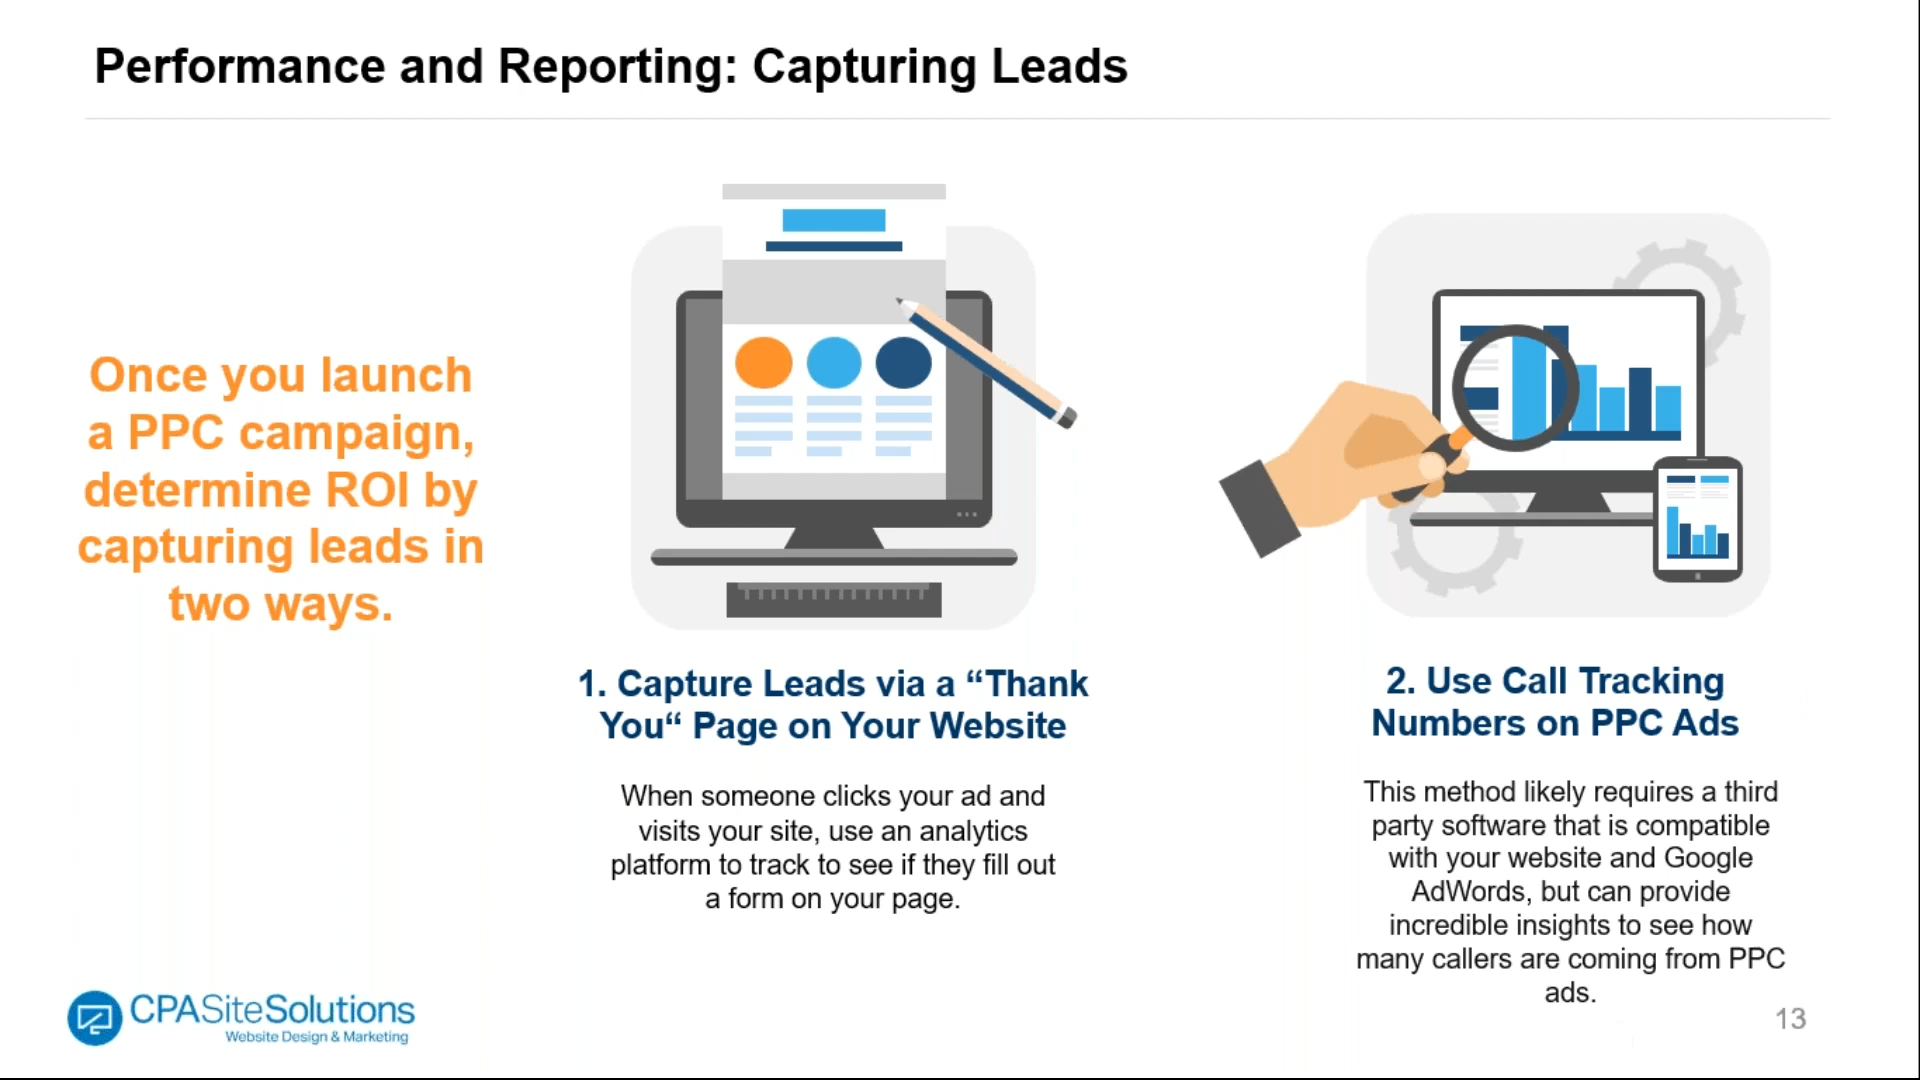 Performance and Reporting: Capturing Leads
Once you launch
a PPC campaign,
determine ROI by
capturing leads in
two ways.
1. Capture Leads via a “Thank
You“ Page on Your Website
When someone clicks your ad and
visits your site, use an analytics
platform to track to see if they fill out
a form on your page.
2. Use Call Tracking
Numbers on PPC Ads
This method likely requires a third
party software that is compatible
with your website and Google
AdWords, but can provide
incredible insights to see how
many callers are coming from PPC
ads.
CPASiteSolutions
Website Design & Marketing
13